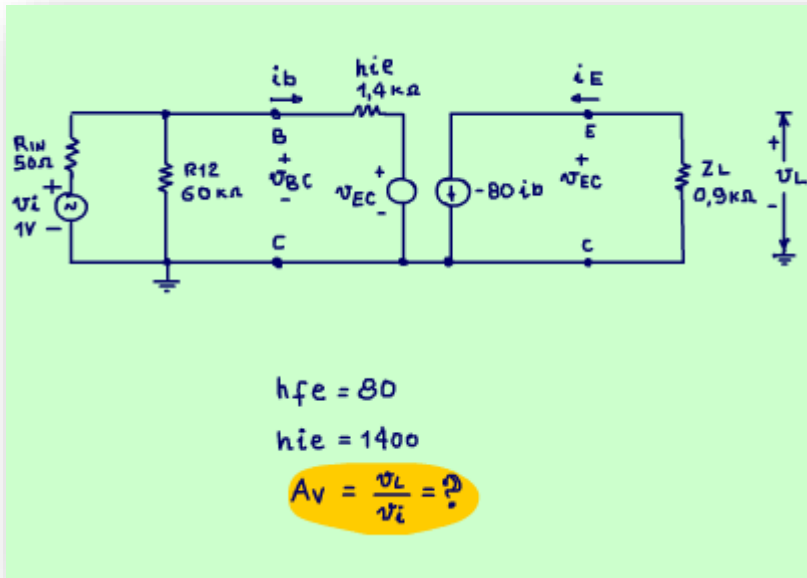 ib
hie
1,4KΩ
iE
RIN
50Ω
+
vi
1V −
R12
60KΩ
B
+
vBC
-
C
+
vEC
-
-80ib
E
+
vEC
C
ZL
0,9KΩ
+
vL
-
hfe = 80
hie = 1400
Av = vL/vi = ?